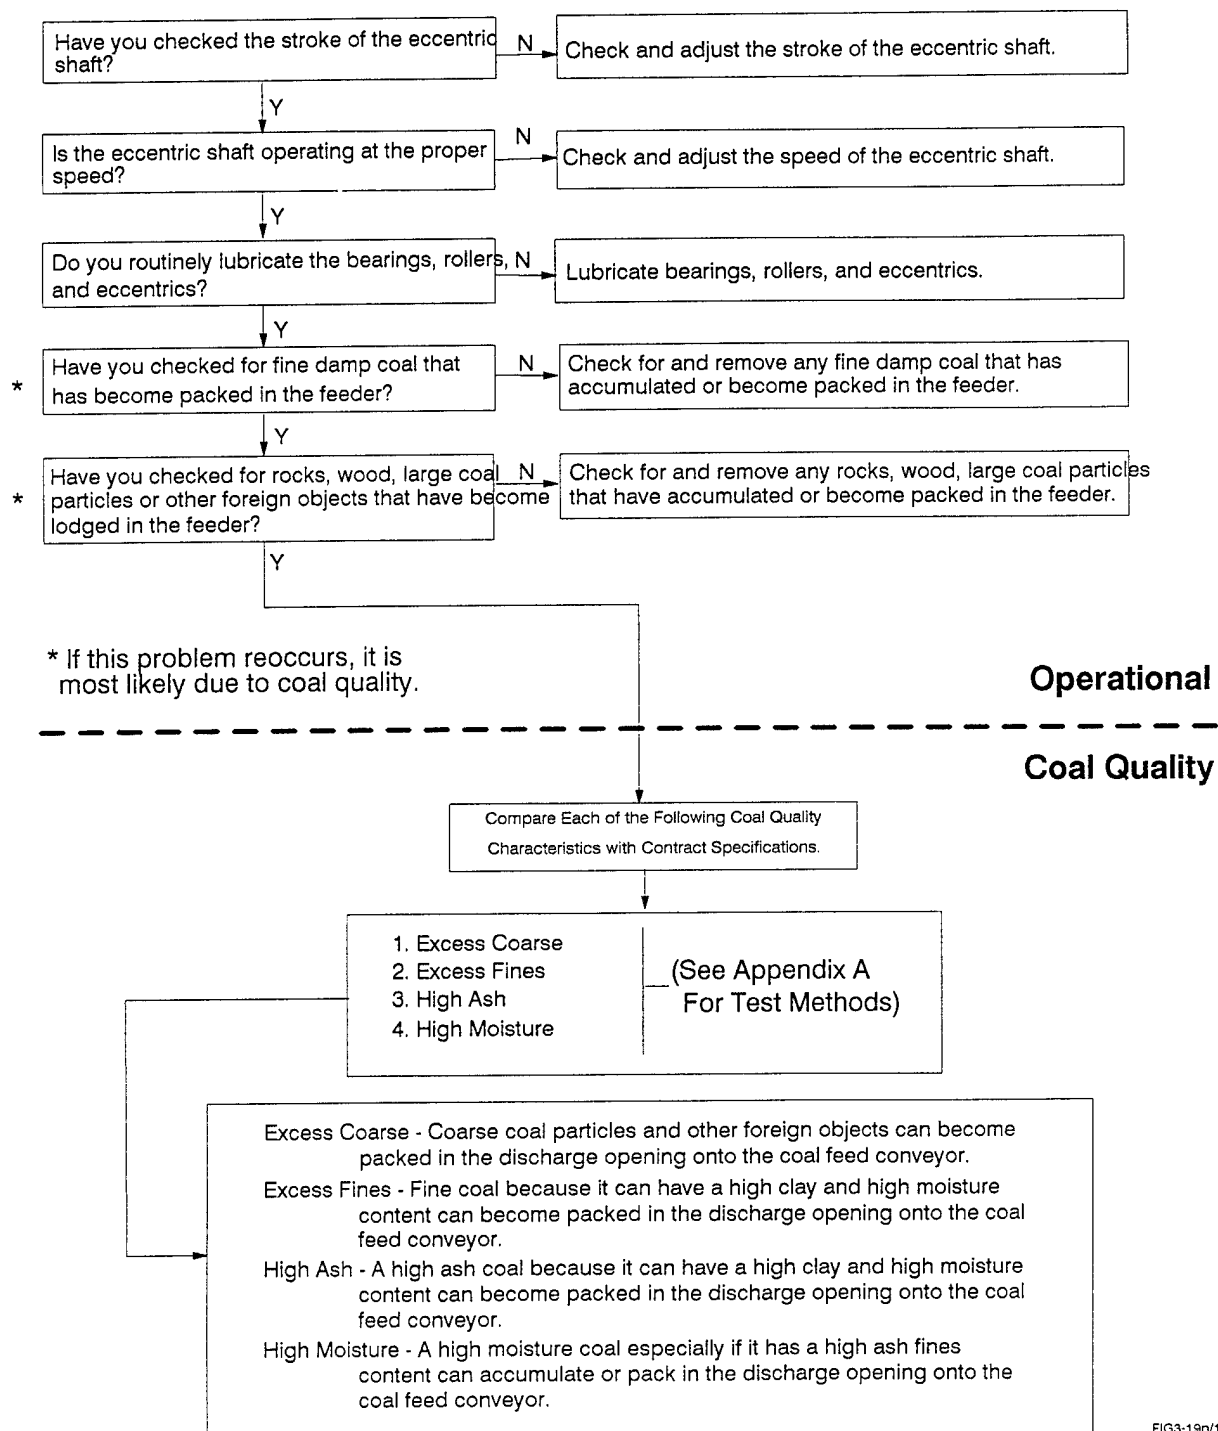 Have you checked the stroke of the eccentric
shaft?
N
Check and adjust the stroke of the eccentric shaft.
Y
Is the eccentric shaft operating at the proper
speed?
N
Check and adjust the speed of the eccentric shaft.
Y
Do you routinely lubricate the bearings, rollers,
and eccentrics?
N
Lubricate bearings, rollers, and eccentrics.
Y
*
Have you checked for fine damp coal that
has become packed in the feeder?
N
Check for and remove any fine damp coal that has
accumulated or become packed in the feeder.
Y
*
Have you checked for rocks, wood, large coal
particles or other foreign objects that have become
lodged in the feeder?
N
Check for and remove any rocks, wood, large coal particles
that have accumulated or become packed in the feeder.
Y
* If this problem reoccurs, it is
most likely due to coal quality.
Operational
Coal Quality
Compare Each of the Following Coal Quality
Characteristics with Contract Specifications.
1. Excess Coarse
2. Excess Fines
3. High Ash
4. High Moisture
(See Appendix A
For Test Methods)
Excess Coarse - Coarse coal particles and other foreign objects can become
packed in the discharge opening onto the coal feed conveyor.
Excess Fines - Fine coal because it can have a high clay and high moisture
content can become packed in the discharge opening onto the coal
feed conveyor.
High Ash - A high ash coal because it can have a high clay and high moisture
content can become packed in the discharge opening onto the coal
feed conveyor.
High Moisture - A high moisture coal especially if it has a high ash fines
content can accumulate or pack in the discharge opening onto the
coal feed conveyor.
FIG3-19n/1